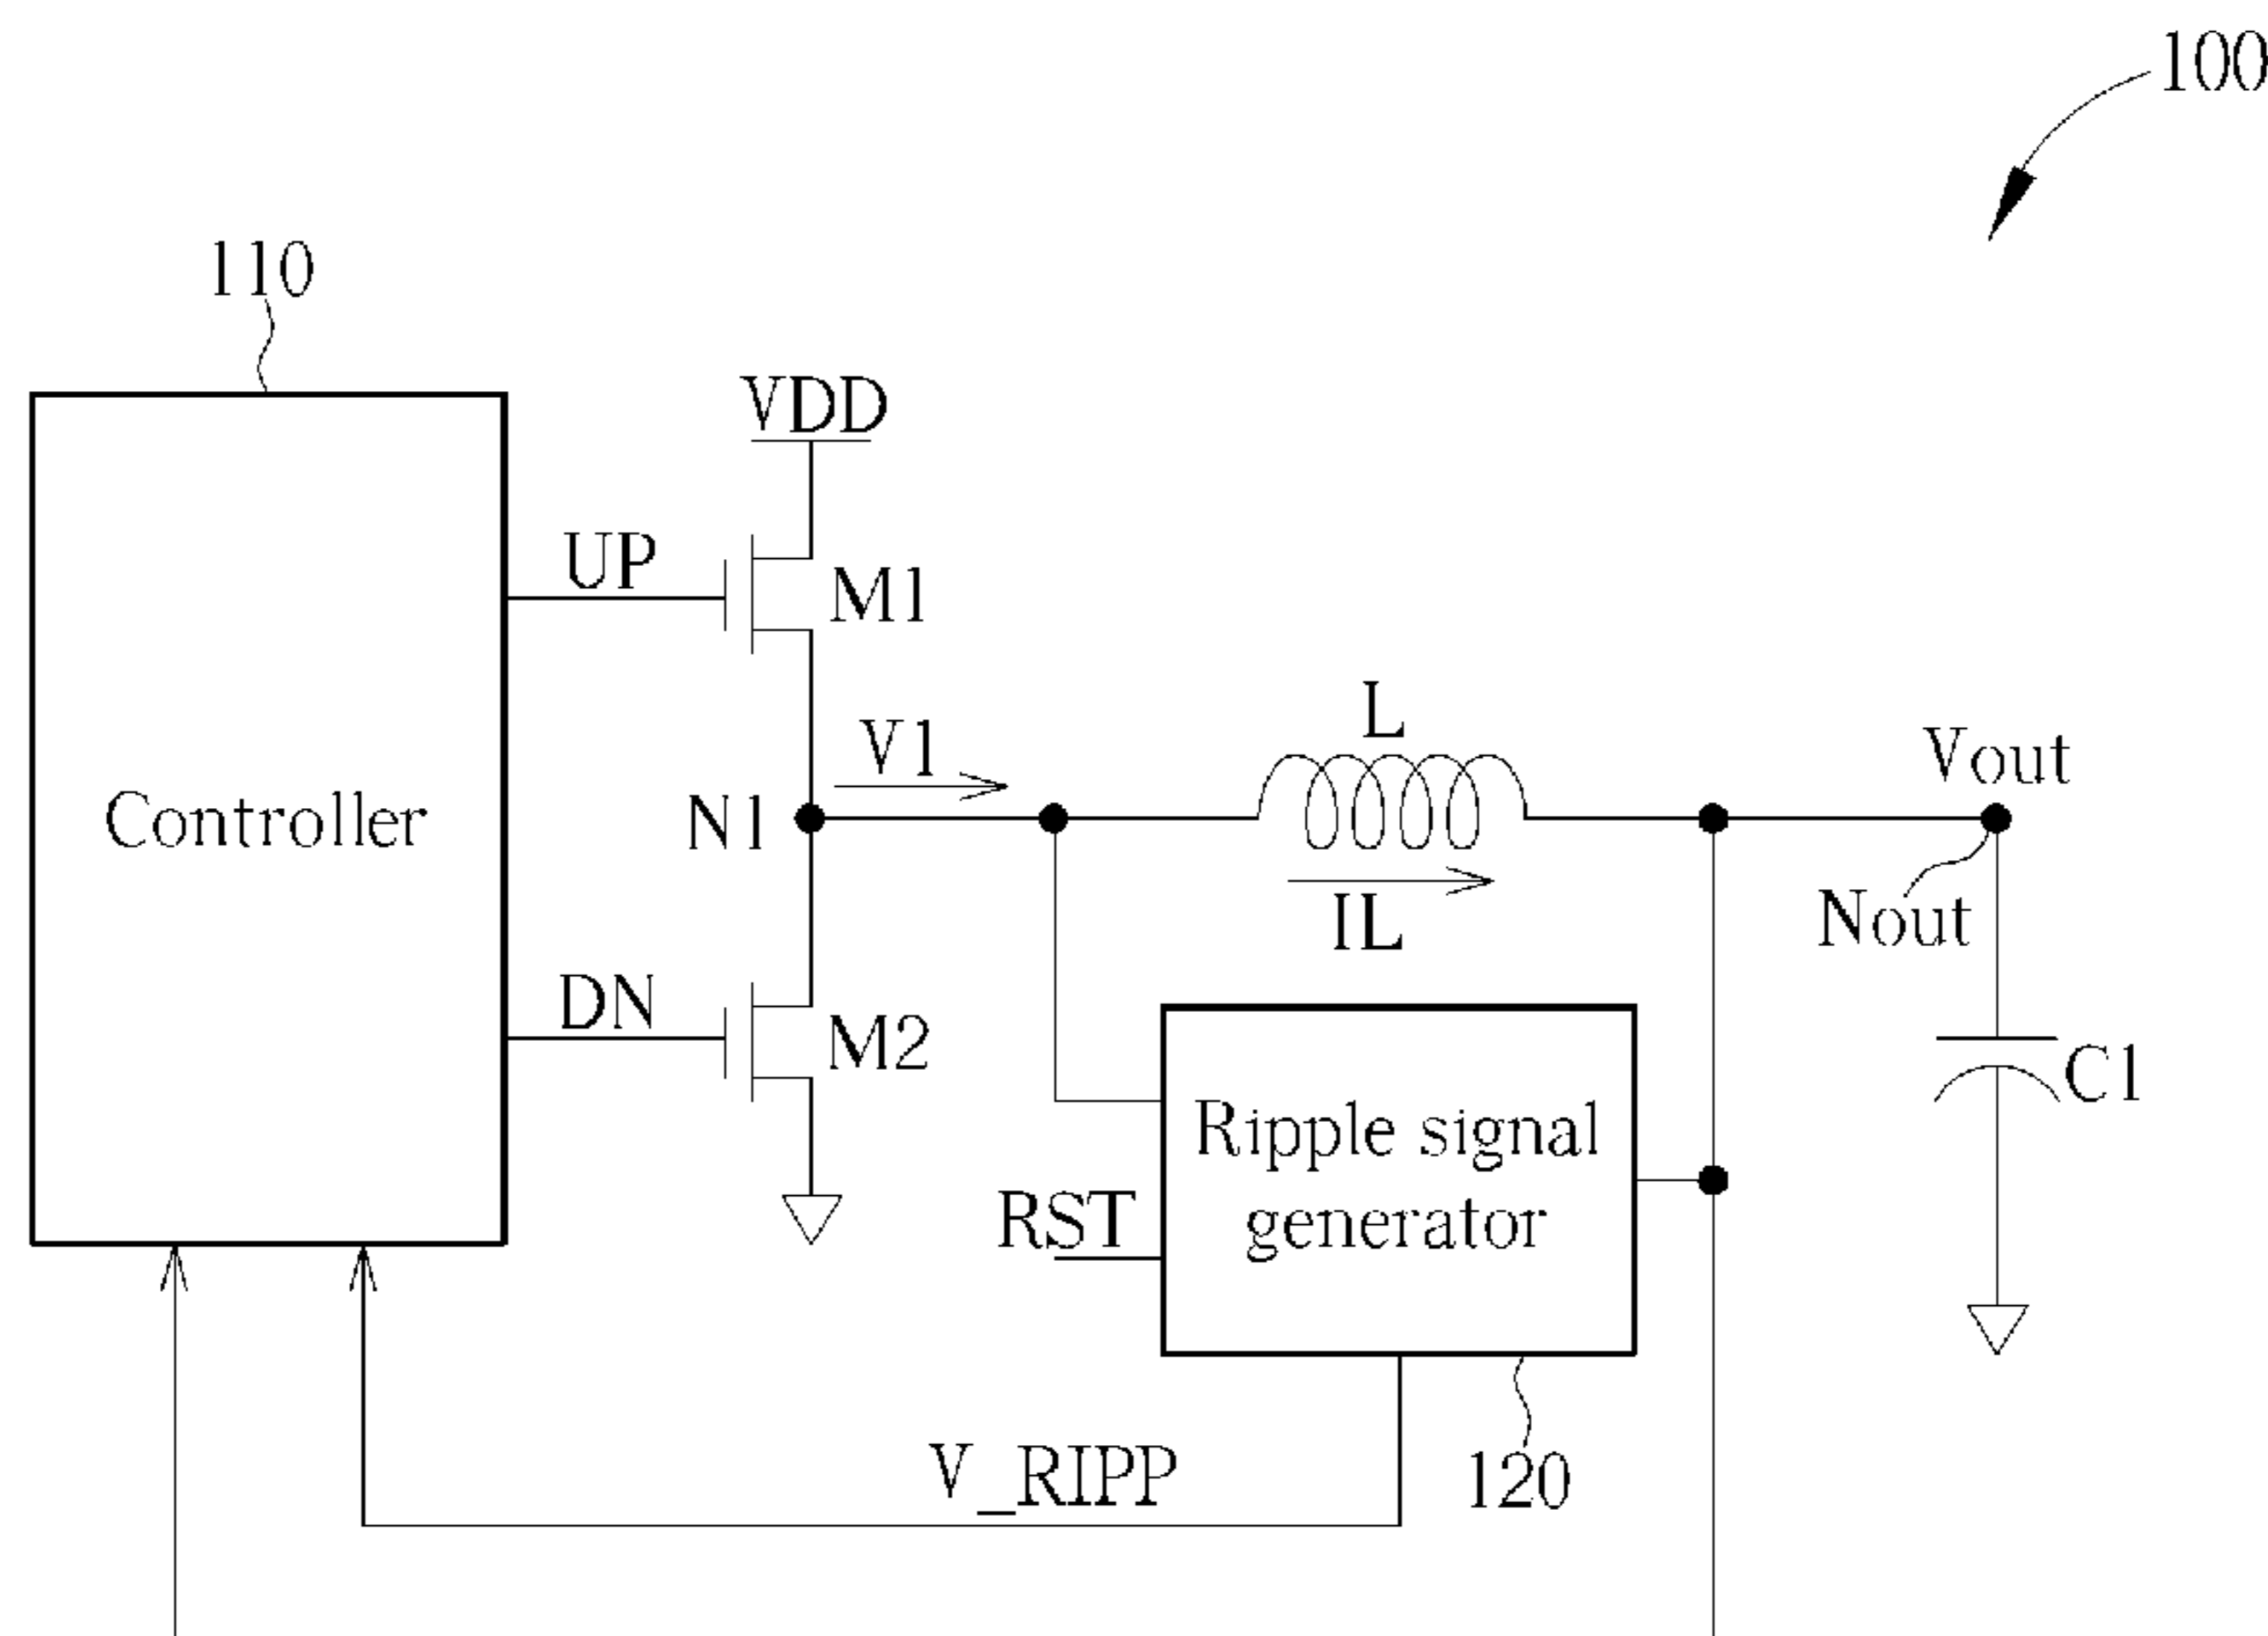 100
110
VDD
UP
M1
L
V1
Vout
Controller
N1
Nout
IL
DN
M2
C1
Ripple signal
generator
RST
V_RIPP
120